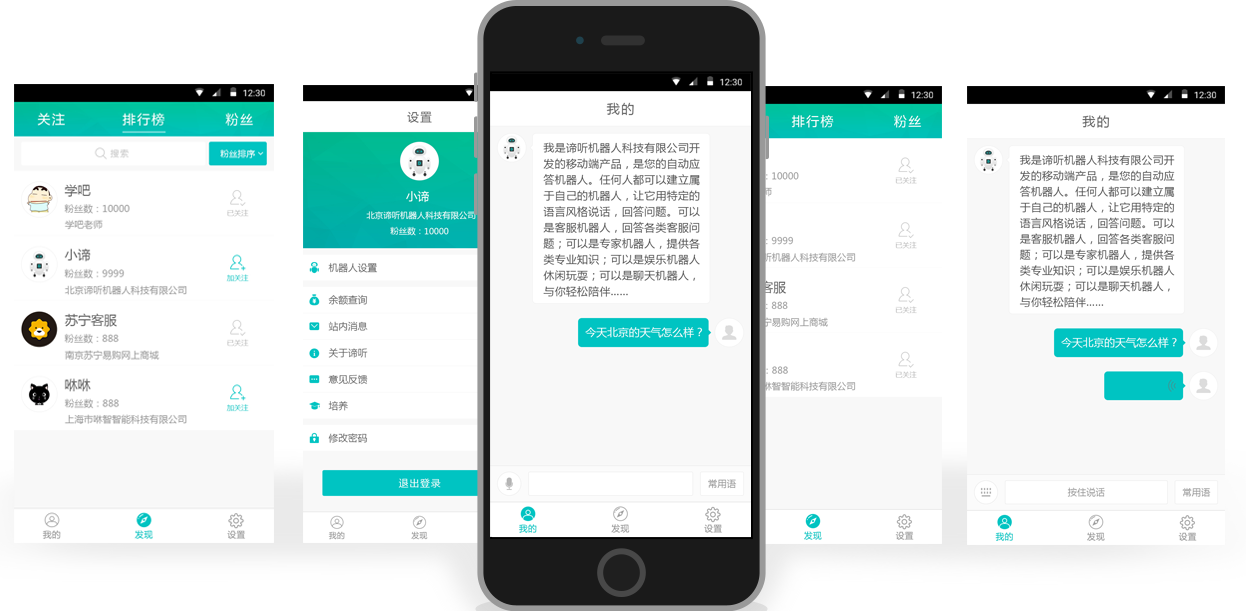 12:30
关注
排行榜
粉丝
搜索
粉丝排序
学吧
粉丝数：10000
学吧老师
已关注
小谛
粉丝数：9999
北京谛听机器人科技有限公司
加关注
苏宁客服
粉丝数：888
南京苏宁易购网上商城
已关注
咻咻
粉丝数：888
上海市咻智智能科技有限公司
加关注
我的
发现
设置
设置
小谛
北京谛听机器人科技有限公司
粉丝数：10000
机器人设置
余额查询
站内消息
关于谛听
意见反馈
培养
修改密码
退出登录
我的
发现
12:30
我的
我是谛听机器人科技有限公司开
发的移动端产品，是您的自动应
答机器人。任何人都可以建立属
于自己的机器人，让它用特定的
语言风格说话，回答问题。可以
是客服机器人，回答各类客服问
题；可以是专家机器人，提供各
类专业知识；可以是娱乐机器人
休闲玩耍；可以是聊天机器人，
与你轻松陪伴......
今天北京的天气怎么样？
常用语
我的
发现
设置
12:30
排行榜
粉丝
：10000
师
已关注
：9999
听机器人科技有限公司
已关注
客服
：888
宁易购网上商城
已关注
：888
咻智智能科技有限公司
已关注
发现
设置
12:30
我的
我是谛听机器人科技有限公司开
发的移动端产品，是您的自动应
答机器人。任何人都可以建立属
于自己的机器人，让它用特定的
语言风格说话，回答问题。可以
是客服机器人，回答各类客服问
题；可以是专家机器人，提供各
类专业知识；可以是娱乐机器人
休闲玩耍；可以是聊天机器人，
与你轻松陪伴......
今天北京的天气怎么样？
按住说话
常用语
我的
发现
设置